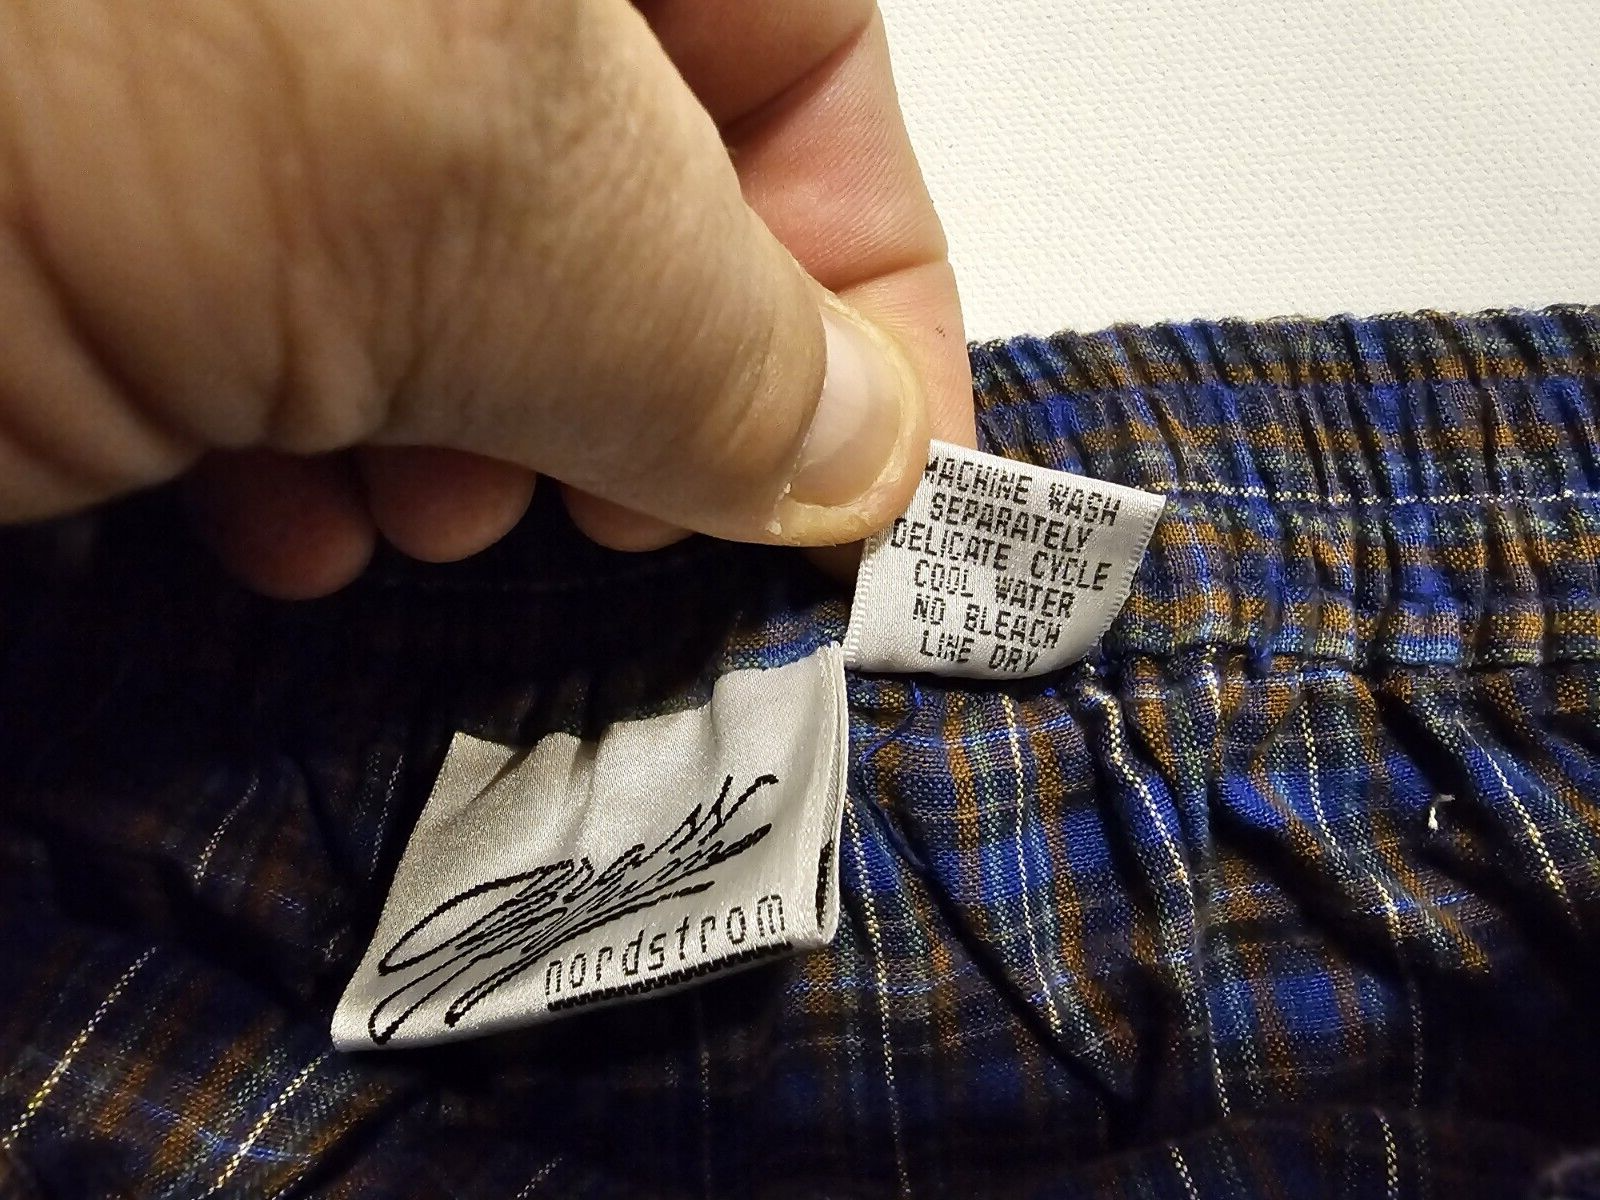 MACHINE WASH
SEPARATELY
DELICATE CYCLE
COOL WATER
NO BLEACH
LINE DRY
nordstrom